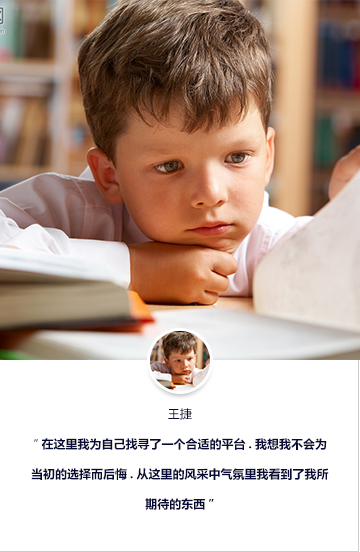 王捷
“ 在这里我为自己找寻了一个合适的平台 . 我想我不会为
当初的选择而后悔 . 从这里的风采中气氛里我看到了我所
期待的东西 ”